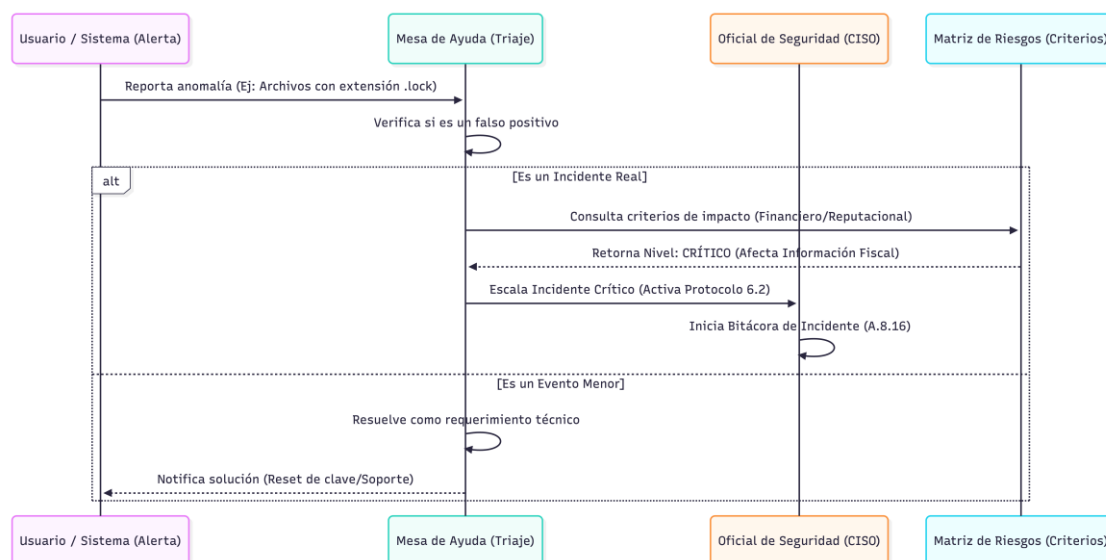 Usuario / Sistema (Alerta)
Mesa de Ayuda (Triaje)
Oficial de Seguridad (CISO)
Matriz de Riesgos (Criterios)
Reporta anomalía (Ej: Archivos con extensión .lock)
Verifica si es un falso positivo
alt
[Es un Incidente Real]
Consulta criterios de impacto (Financiero/Reputacional)
Retorna Nivel: CRÍTICO (Afecta Información Fiscal)
Escala Incidente Crítico (Activa Protocolo 6.2)
Inicia Bitácora de Incidente (A.8.16)
[Es un Evento Menor]
Resuelve como requerimiento técnico
Notifica solución (Reset de clave/Soporte)
Usuario / Sistema (Alerta)
Mesa de Ayuda (Triaje)
Oficial de Seguridad (CISO)
Matriz de Riesgos (Criterios)